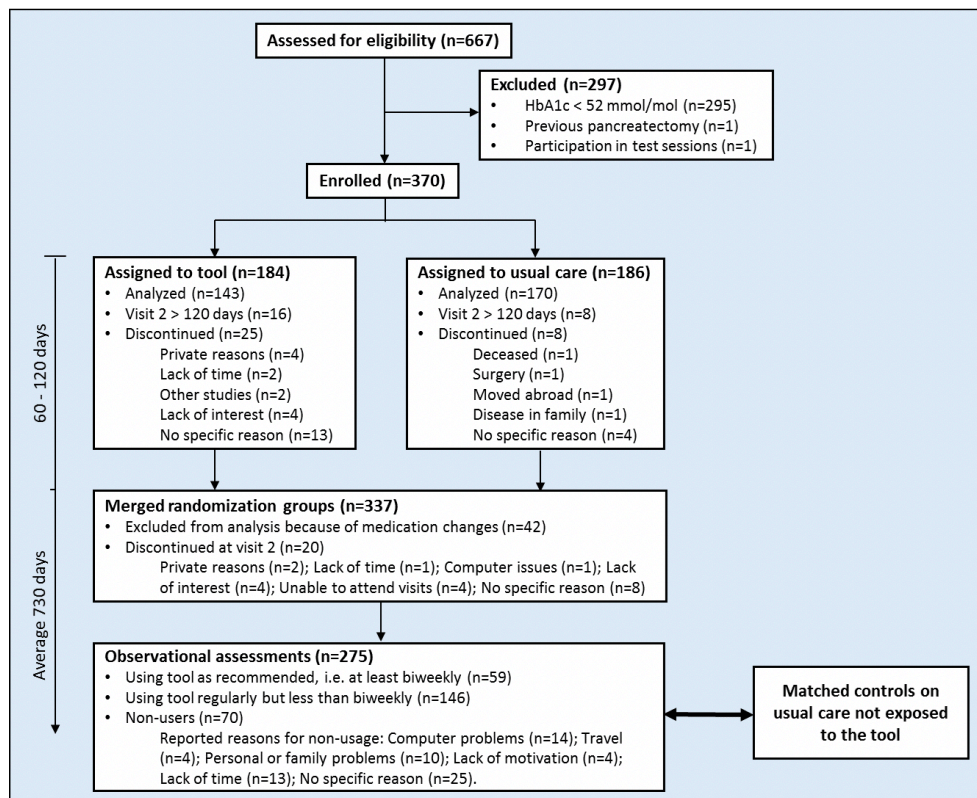 Assessed for eligibility (n=667)
Excluded (n=297)
• HbA1c < 52 mmol/mol (n=295)
• Previous pancreatectomy (n=1)
• Participation in test sessions (n=1)
Enrolled (n=370)
60 - 120 days
Assigned to tool (n=184)
• Analyzed (n=143)
• Visit 2 > 120 days (n=16)
• Discontinued (n=25)
Private reasons (n=4)
Lack of time (n=2)
Other studies (n=2)
Lack of interest (n=4)
No specific reason (n=13)
Assigned to usual care (n=186)
• Analyzed (n=170)
• Visit 2 > 120 days (n=8)
• Discontinued (n=8)
Deceased (n=1)
Surgery (n=1)
Moved abroad (n=1)
Disease in family (n=1)
No specific reason (n=4)
Average 730 days
Merged randomization groups (n=337)
• Excluded from analysis because of medication changes (n=42)
• Discontinued at visit 2 (n=20)
Private reasons (n=2); Lack of time (n=1); Computer issues (n=1); Lack
of interest (n=4); Unable to attend visits (n=4); No specific reason (n=8)
Observational assessments (n=275)
• Using tool as recommended, i.e. at least biweekly (n=59)
• Using tool regularly but less than biweekly (n=146)
• Non-users (n=70)
Reported reasons for non-usage: Computer problems (n=14); Travel
(n=4); Personal or family problems (n=10); Lack of motivation (n=4);
Lack of time (n=13); No specific reason (n=25).
Matched controls on
usual care not exposed
to the tool